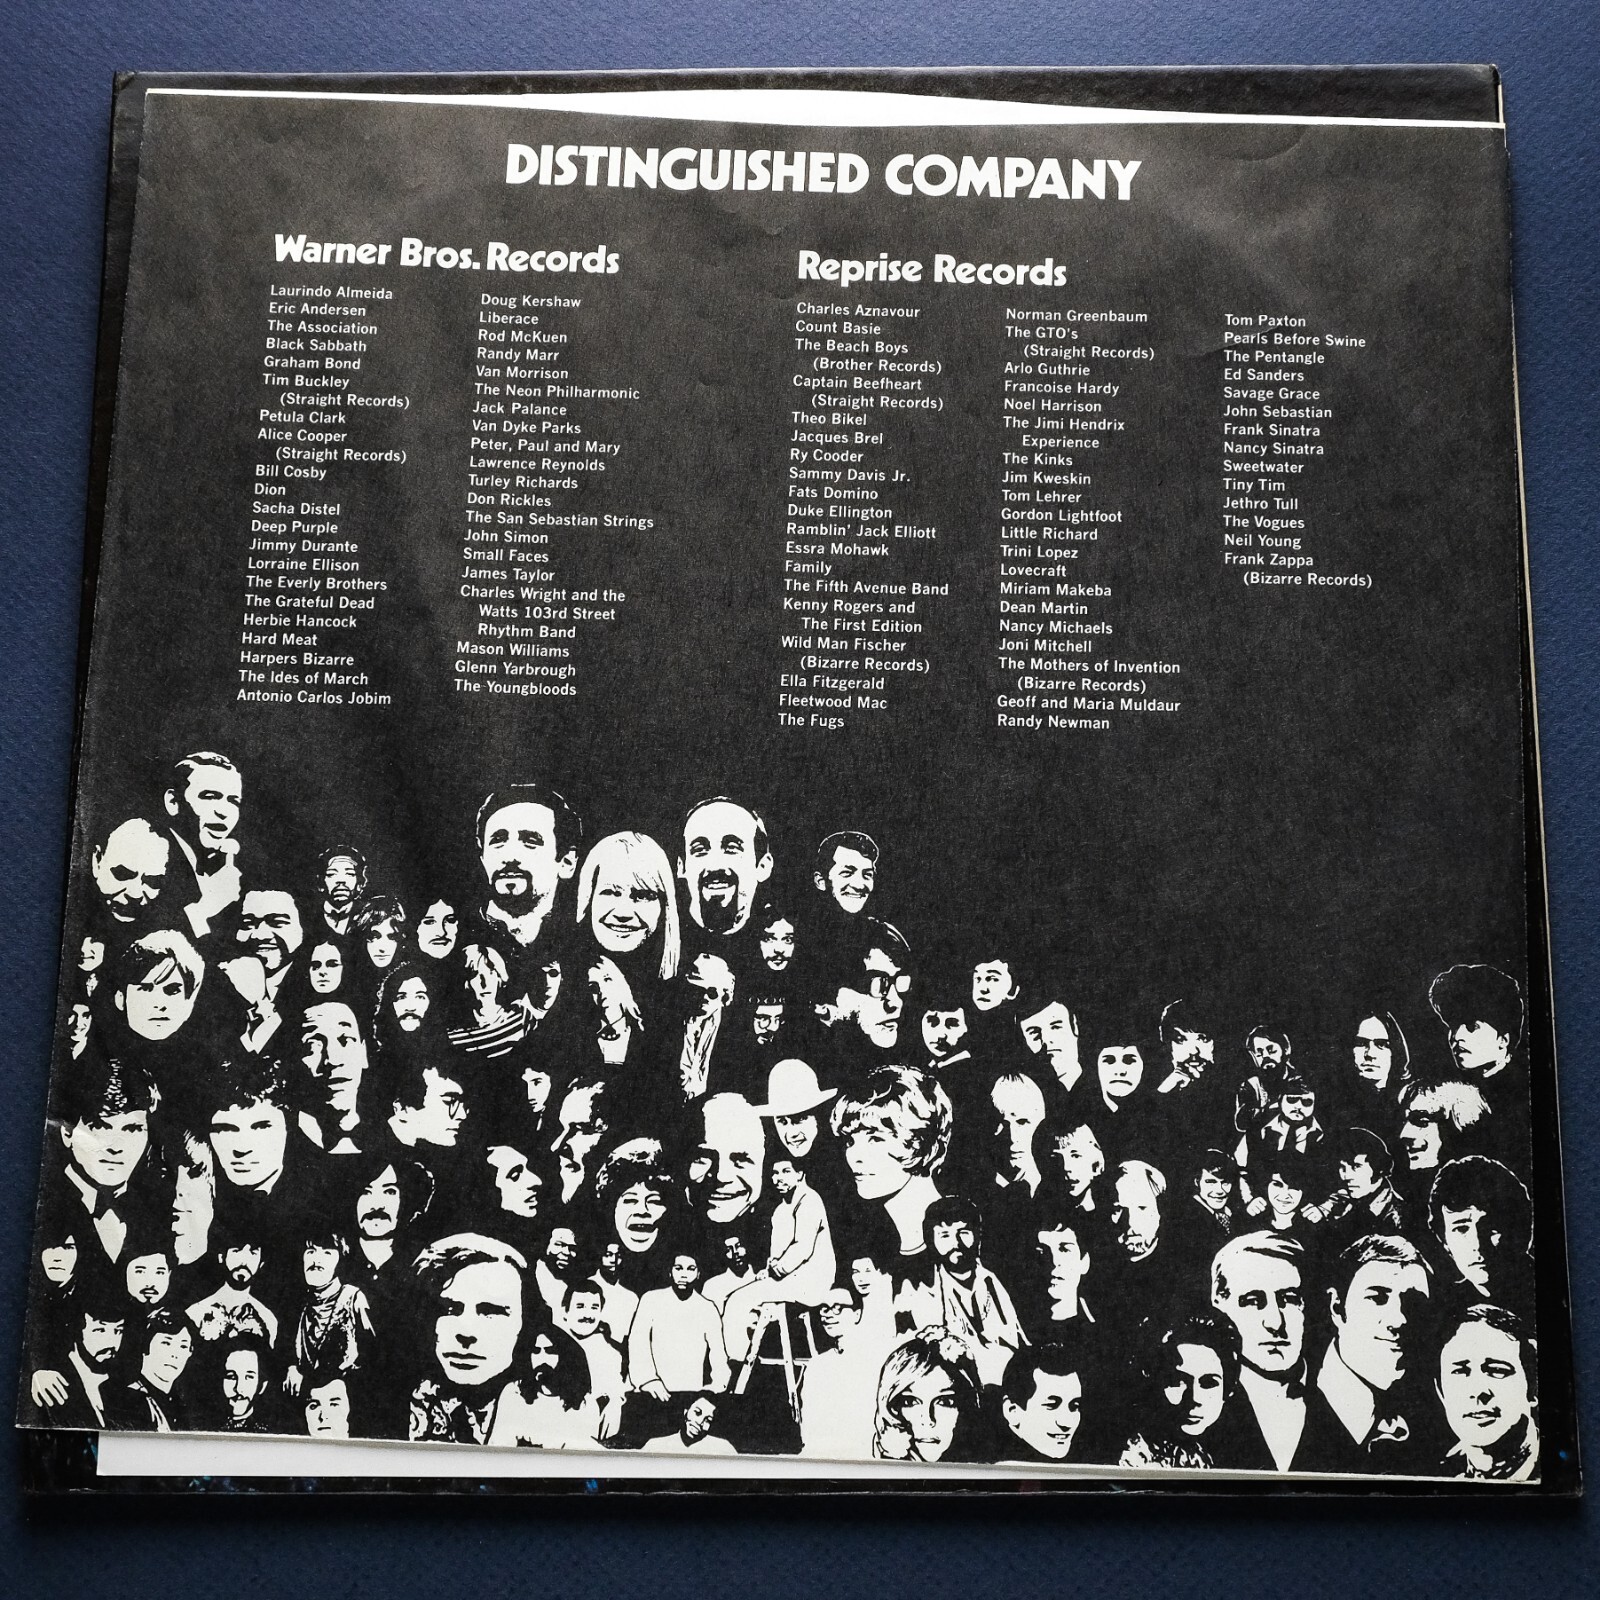 DISTINGUISHED COMPANY
Warner Bros. Records
Laurindo Almeida
Eric Andersen
The Association
Black Sabbath
Graham Bond
Tim Buckley
(Straight Records)
Petula Clark
Alice Cooper
(Straight Records)
Bill Cosby
Dion
Sacha Distel
Deep Purple
Jimmy Durante
Lorraine Ellison
The Everly Brothers
The Grateful Dead
Herbie Hancock
Hard Meat
Harpers Bizarre
The Ides of March
Antonio Carlos Jobim
Doug Kershaw
Liberace
Rod McKuen
Randy Marr
Van Morrison
The Neon Philharmonic
Jack Palance
Van Dyke Parks
Peter, Paul and Mary
Lawrence Reynolds
Turley Richards
Don Rickles
The San Sebastian Strings
John Simon
Small Faces
James Taylor
Charles Wright and the
Watts 103rd Street
Rhythm Band
Mason Williams
Glenn Yarbrough
The Youngbloods
Reprise Records
Charles Aznavour
Count Basie
The Beach Boys
(Brother Records)
Captain Beefheart
(Straight Records)
Theo Bikel
Jacques Brel
Ry Cooder
Sammy Davis Jr.
Fats Domino
Duke Ellington
Ramblin' Jack Elliott
Essra Mohawk
Family
The Fifth Avenue Band
Kenny Rogers and
The First Edition
Wild Man Fischer
(Bizarre Records)
Ella Fitzgerald
Fleetwood Mac
The Fugs
Norman Greenbaum
The GTO's
(Straight Records)
Arlo Guthrie
Francoise Hardy
Noel Harrison
The Jimi Hendrix
Experience
The Kinks
Jim Kweskin
Tom Lehrer
Gordon Lightfoot
Little Richard
Trini Lopez
Lovecraft
Miriam Makeba
Dean Martin
Nancy Michaels
Joni Mitchell
The Mothers of Invention
(Bizarre Records)
Geoff and Maria Muldaur
Randy Newman
Tom Paxton
Pearls Before Swine
The Pentangle
Ed Sanders
Savage Grace
John Sebastian
Frank Sinatra
Nancy Sinatra
Sweetwater
Tiny Tim
Jethro Tull
The Vogues
Neil Young
Frank Zappa
(Bizarre Records)